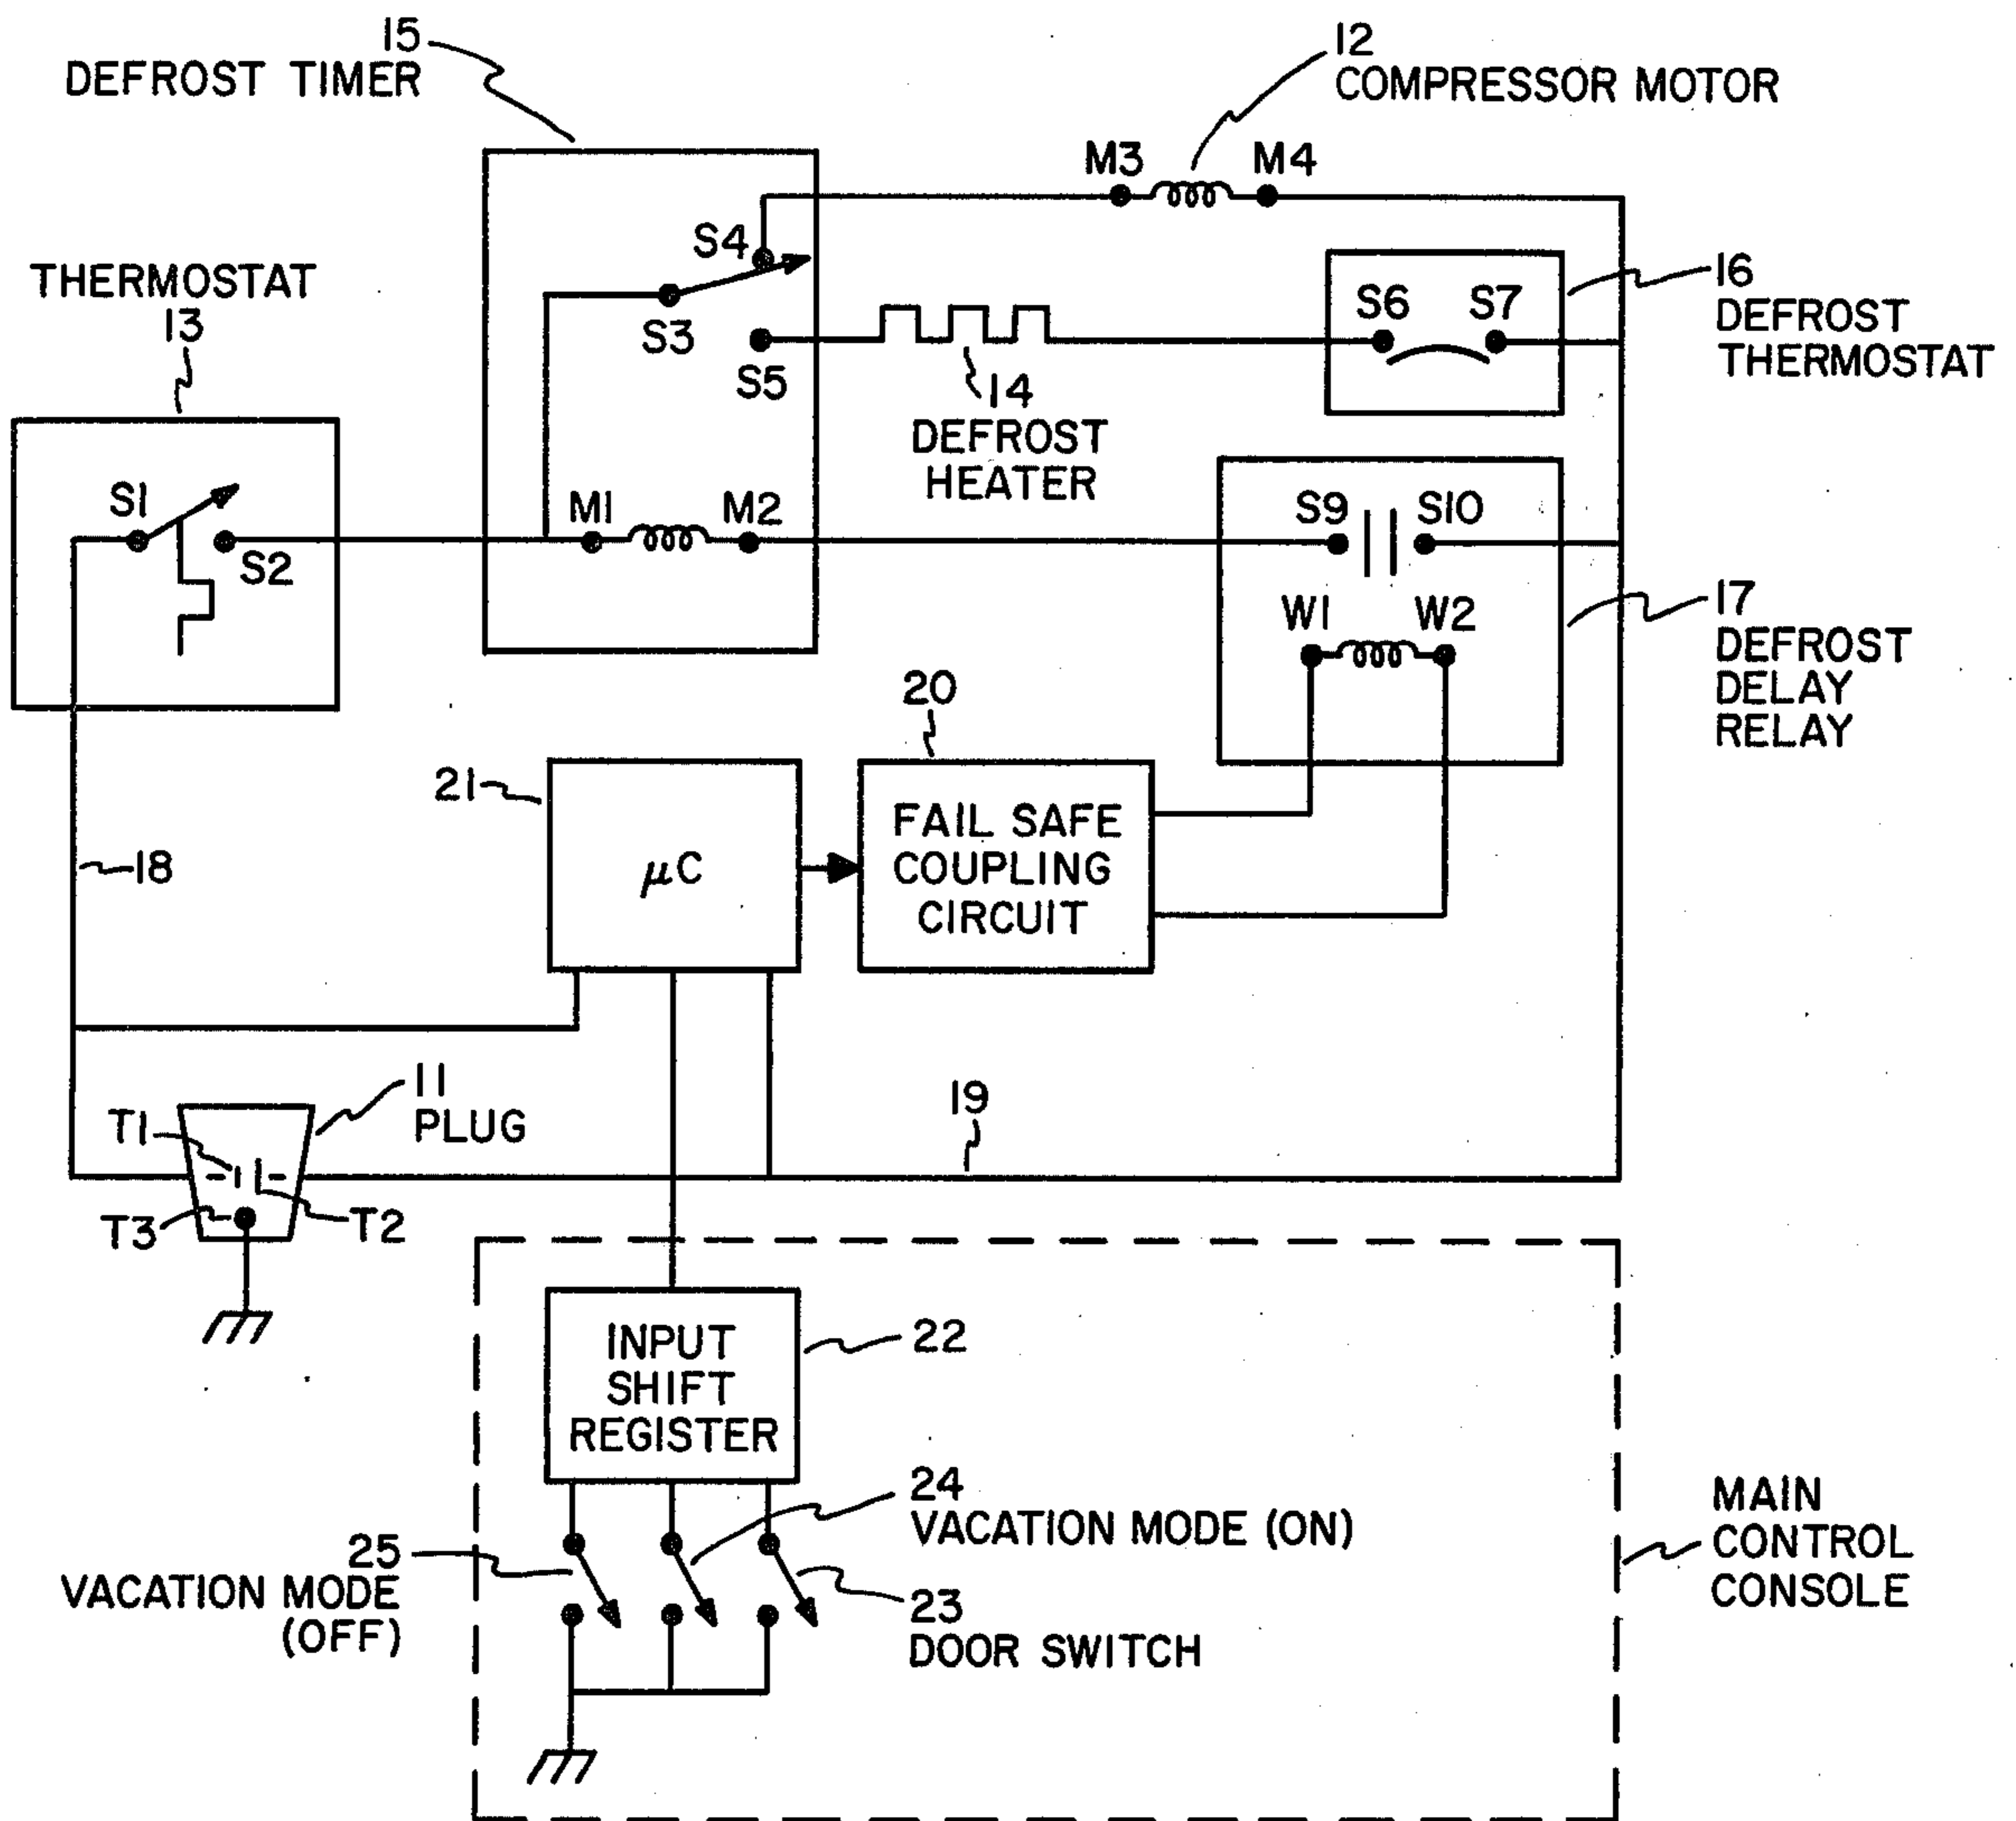 15
DEFROST TIMER
12
COMPRESSOR MOTOR
M3
M4
S4
S3
S5
THERMOSTAT
13
16
DEFROST
THERMOSTAT
S6
S7
14
DEFROST
HEATER
S1
S2
M1
M2
S9
S10
W1
W2
17
DEFROST
DELAY
RELAY
20
21
μC
FAIL SAFE
COUPLING
CIRCUIT
18
11
PLUG
T1
T2
T3
19
INPUT
SHIFT
REGISTER
22
24
VACATION MODE (ON)
25
VACATION MODE
(OFF)
23
DOOR SWITCH
MAIN
CONTROL
CONSOLE